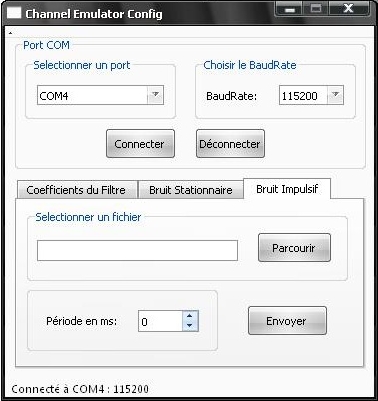 Channel Emulator Config
Port COM
Selectionner un port
Choisir le BaudRate
COM4
BaudRate:
115200
Connecter
Déconnecter
Coefficients du Filtre
Bruit Stationnaire
Bruit Impulsif
Selectionner un fichier
Parcourir
Période en ms:
0
Envoyer
Connecté à COM4 : 115200